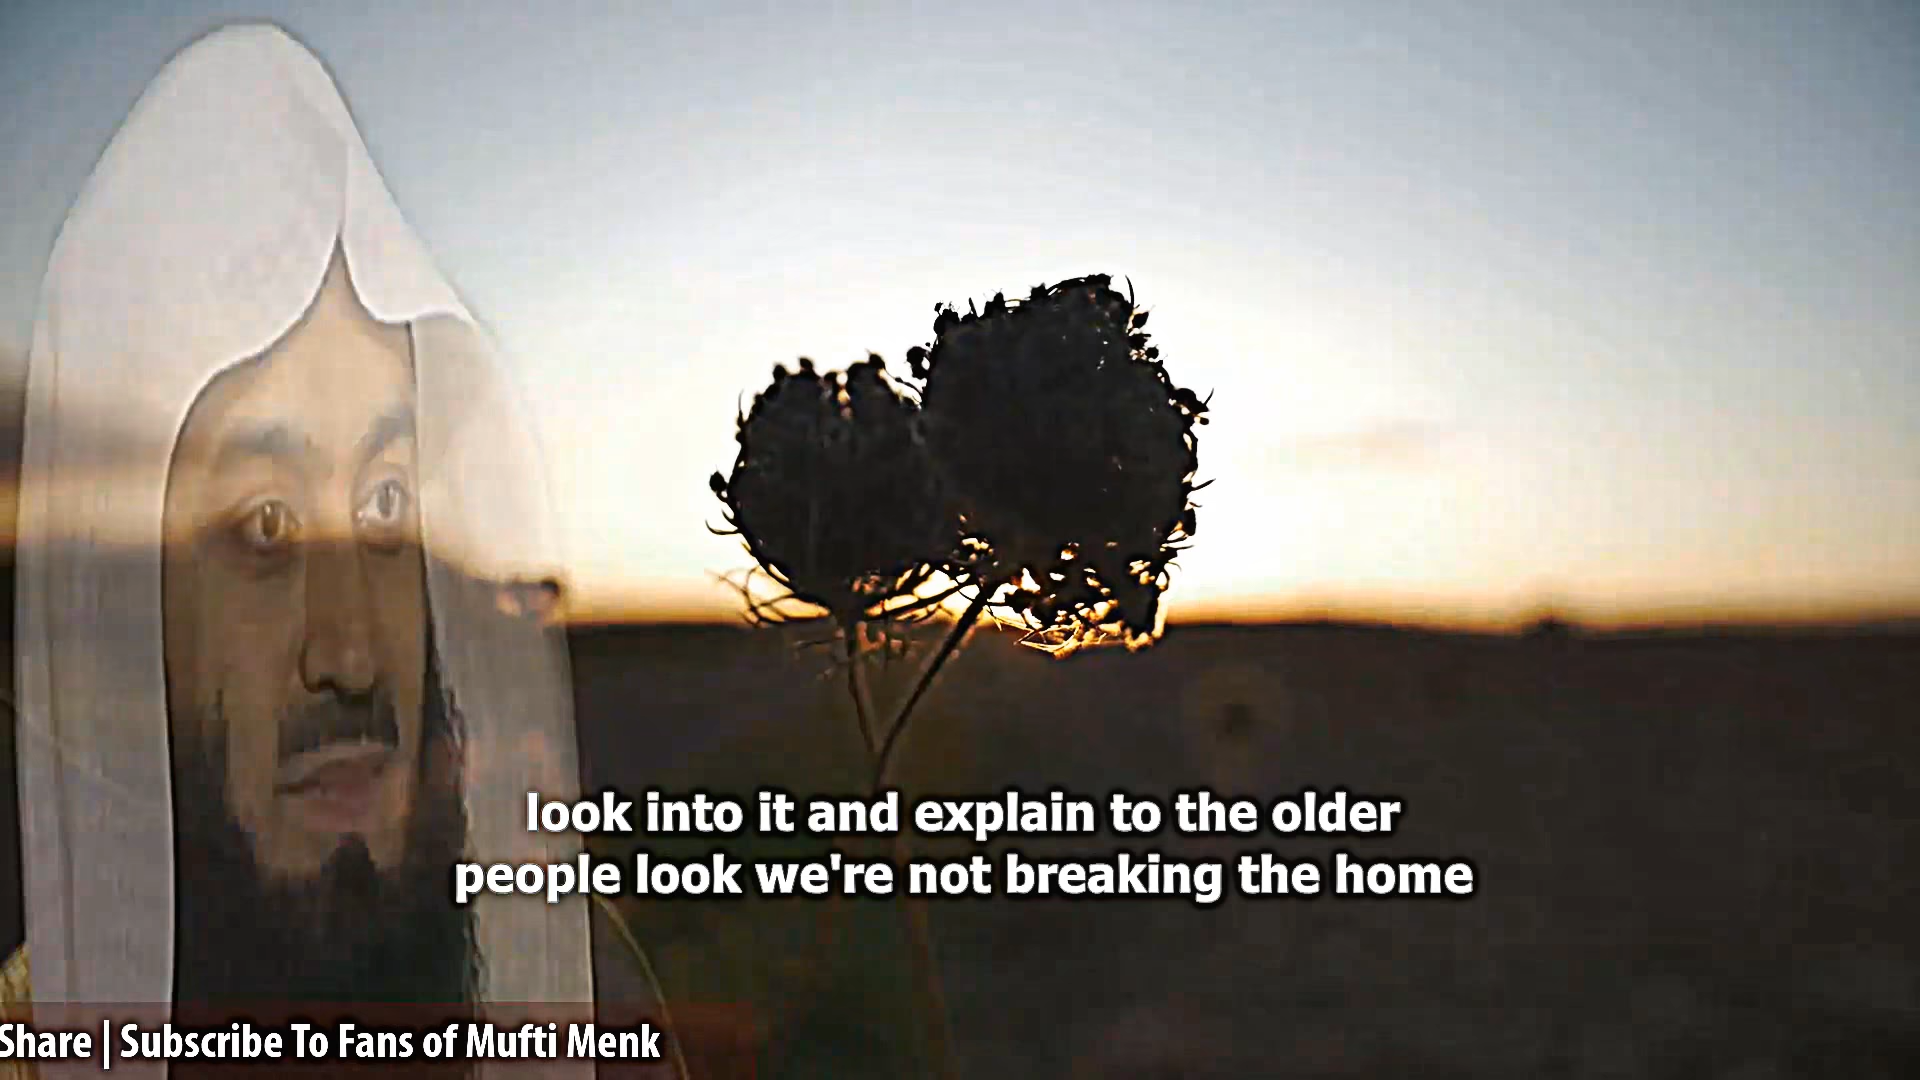 look into it and explain to the older
people look we're not breaking the home
Share | Subscribe To Fans of Mufti Menk